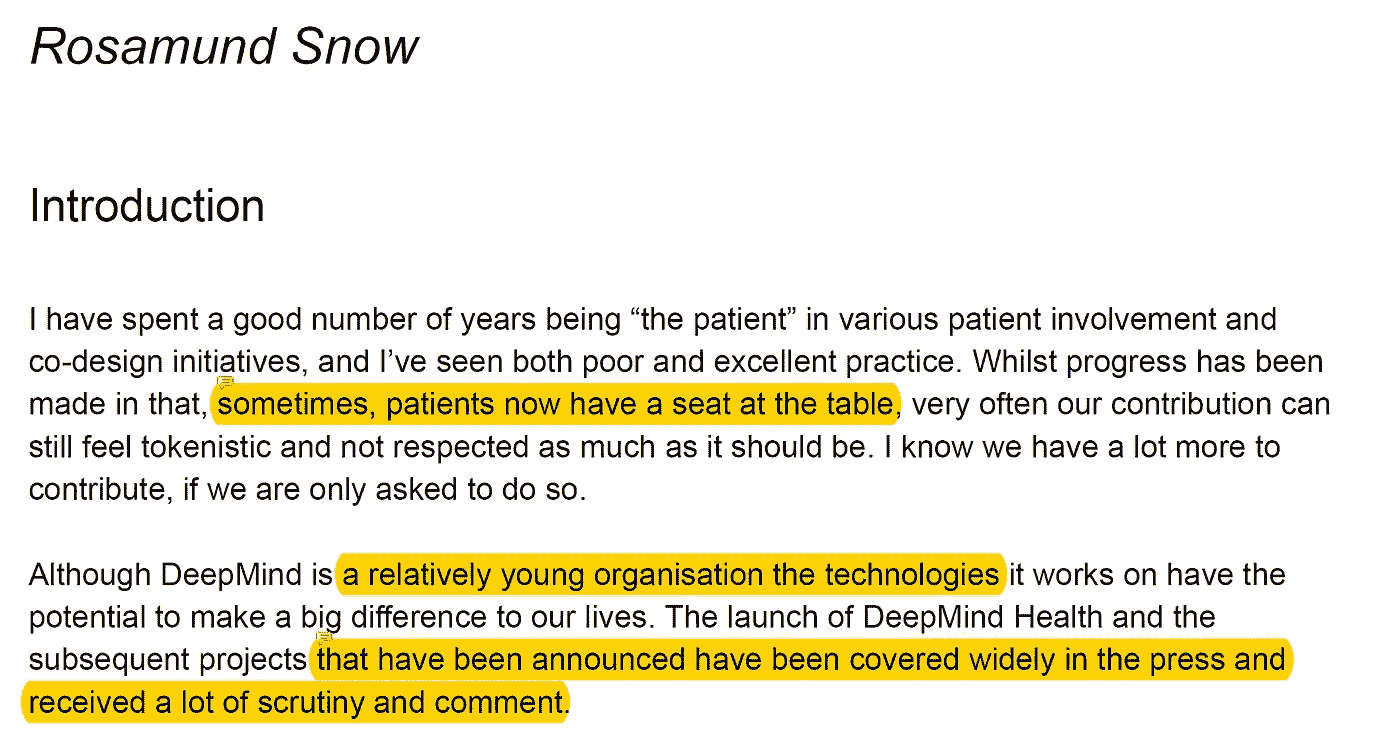 Rosamund Snow
Introduction
I have spent a good number of years being “the patient” in various patient involvement and
co-design initiatives, and I’ve seen both poor and excellent practice. Whilst progress has been
made in that, sometimes, patients now have a seat at the table, very often our contribution can
still feel tokenistic and not respected as much as it should be. I know we have a lot more to
contribute, if we are only asked to do so.
Although DeepMind is a relatively young organisation the technologies it works on have the
potential to make a big difference to our lives. The launch of DeepMind Health and the
subsequent projects that have been announced have been covered widely in the press and
received a lot of scrutiny and comment.